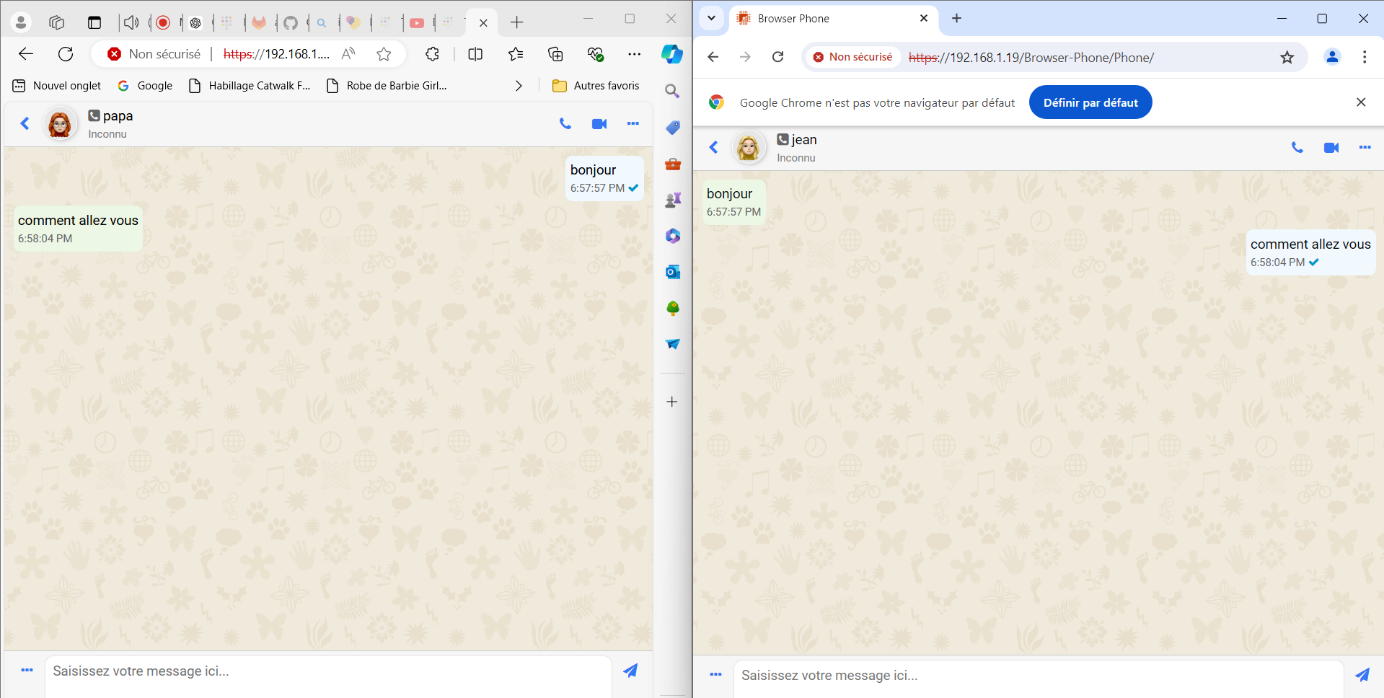 Non sécurisé
https://192.168.1....
A
Nouvel onglet
Google
Habillage Catwalk F...
Robe de Barbie Girl...
Autres favoris
papa
Inconnu
bonjour
6:57:57 PM
comment allez vous
6:58:04 PM
Saisissez votre message ici...
Browser Phone
Non sécurisé
https://192.168.1.19/Browser-Phone/Phone/
Google Chrome n'est pas votre navigateur par défaut
Définir par défaut
jean
Inconnu
bonjour
6:57:57 PM
comment allez vous
6:58:04 PM
Saisissez votre message ici...